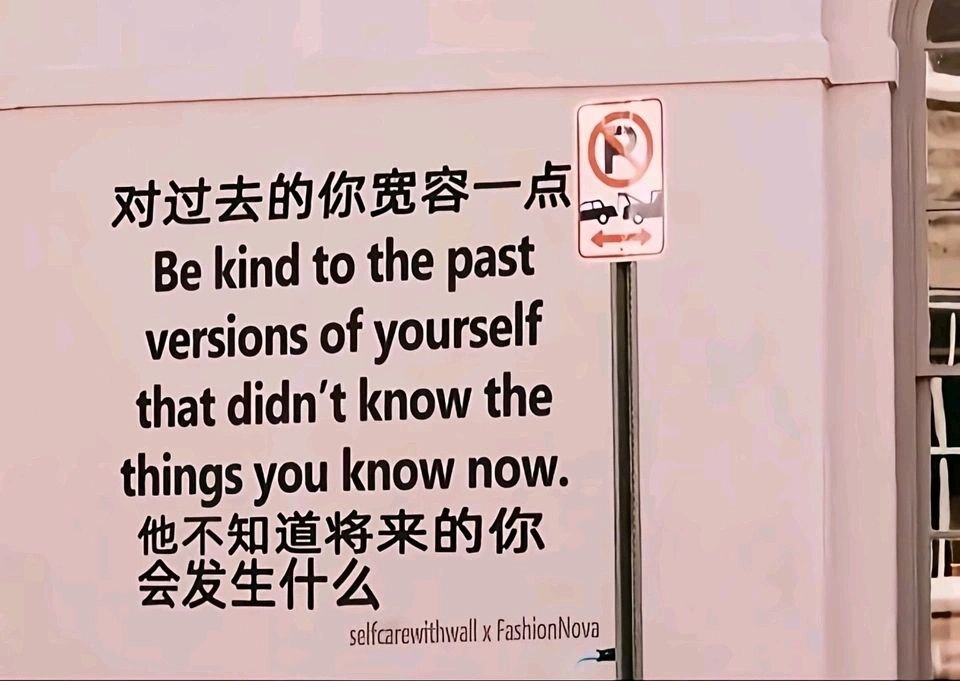 对过去的你宽容一点
Be kind to the past
versions of yourself
that didn’t know the
things you know now.
他不知道将来的你
会发生什么
selfcarewithwall x FashionNova
P